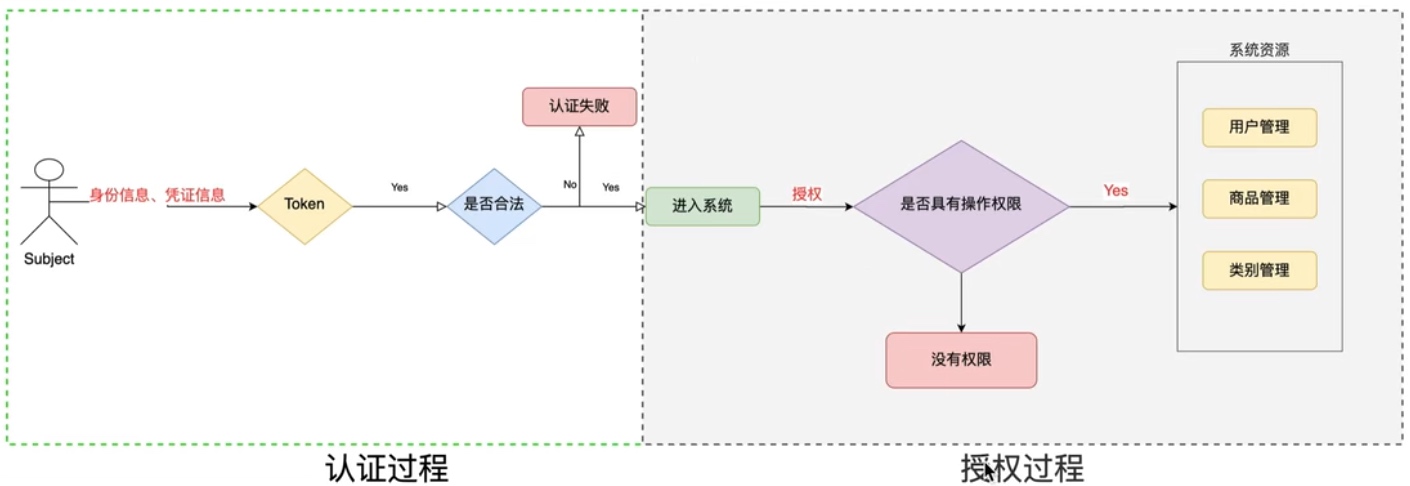 Subject
身份信息、凭证信息
Token
Yes
是否合法
No
认证失败
Yes
进入系统
授权
是否具有操作权限
没有权限
Yes
系统资源
用户管理
商品管理
类别管理
认证过程
授权过程